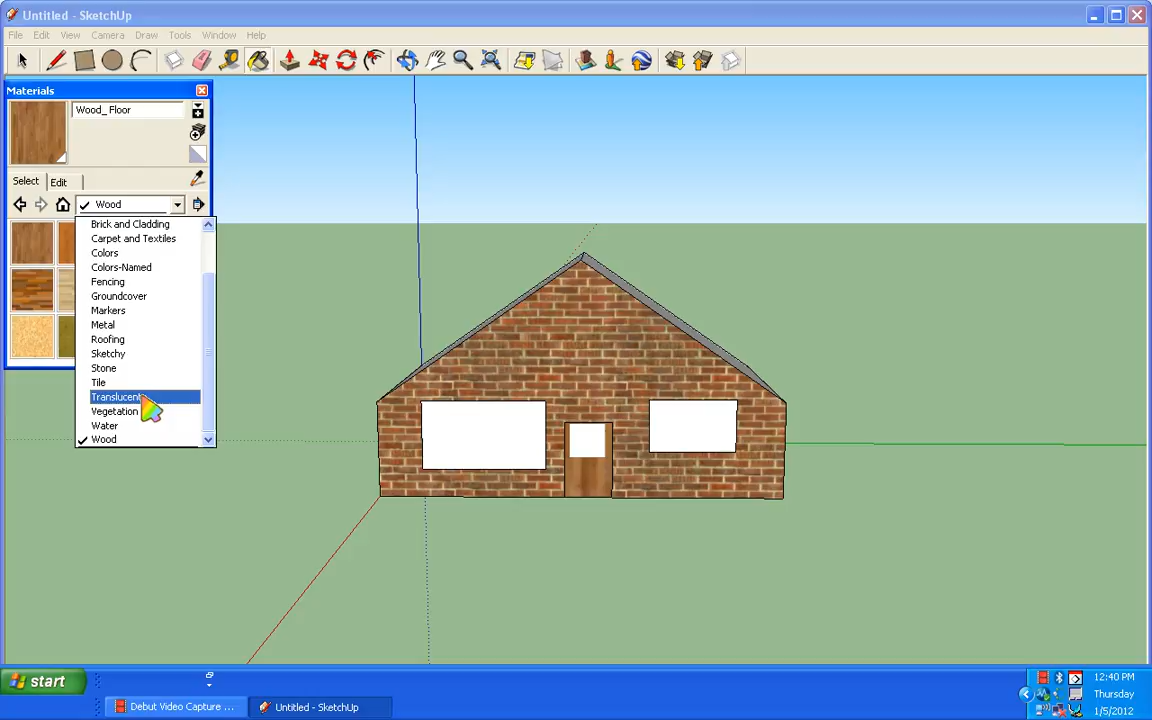 Untitled - SketchUp
File Edit View Camera Draw Tools Window Help
Materials
Wood_ Floor
Select Edit
Wood
Brick and Cladding
Carpet and Textiles
Colors
Colors-Named
Fencing
Groundcover
Markers
Metal
Roofing
Sketchy
Stone
Tile
Translucent
Vegetation
Water
Wood
start
Debut Video Capture ...
Untitled - SketchUp
12:40 PM
Thursday
1/5/2012